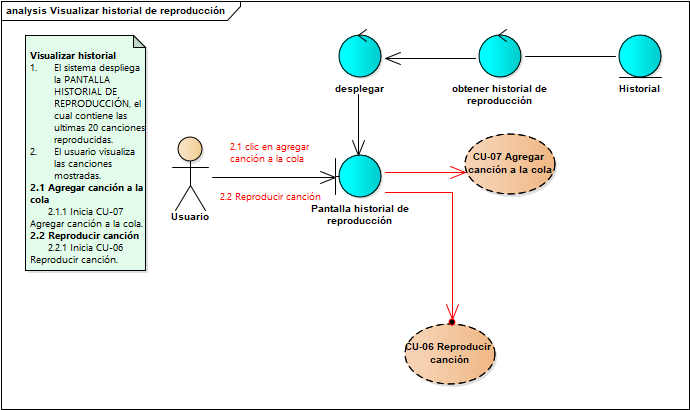 analysis Visualizar historial de reproducción
Visualizar historial
1. El sistema despliega
la PANTALLA
HISTORIAL DE
REPRODUCCIÓN, el
cual contiene las
ultimas 20 canciones
reproducidas.
2. El usuario visualiza
las canciones
mostradas.
2.1 Agregar canción a la
cola
2.1.1 Inicia CU-07
Agregar canción a la cola.
2.2 Reproducir canción
2.2.1 Inicia CU-06
Reproducir canción.
desplegar
obtener historial de
reproducción
Historial
2.1 clic en agregar
canción a la cola
2.2 Reproducir canción
Usuario
Pantalla historial de
reproducción
CU-07 Agregar
canción a la cola
CU-06 Reproducir
canción